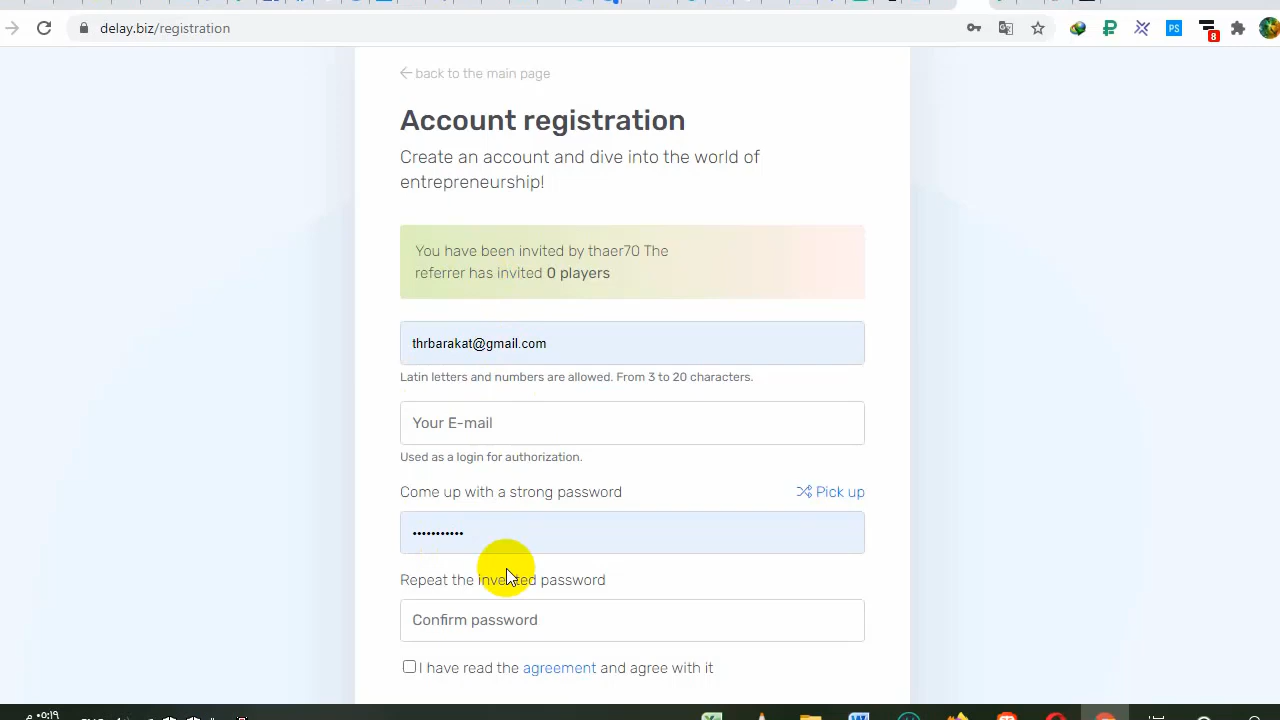 delay.biz/registration
PS
8
back to the main page
Account registration
Create an account and dive into the world of
entrepreneurship!
You have been invited by thaer70 The
referrer has invited 0 players
thrbarakat@gmail.com
Latin letters and numbers are allowed. From 3 to 20 characters.
Your E-mail
Used as a login for authorization.
Come up with a strong password
Pick up
•••••••••••
Repeat the invented password
Confirm password
I have read the agreement and agree with it